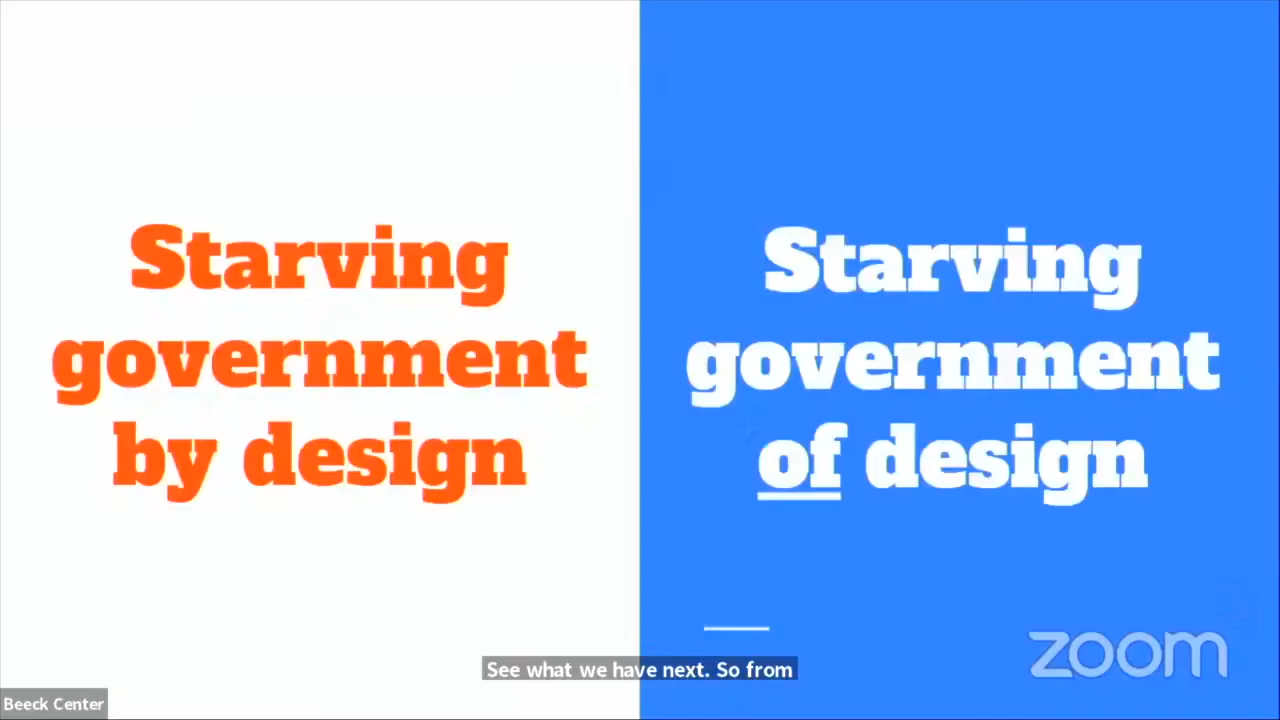 Starving
government
by design
Starving
government
of design
See what we have next. So from
zoom
Beeck Center